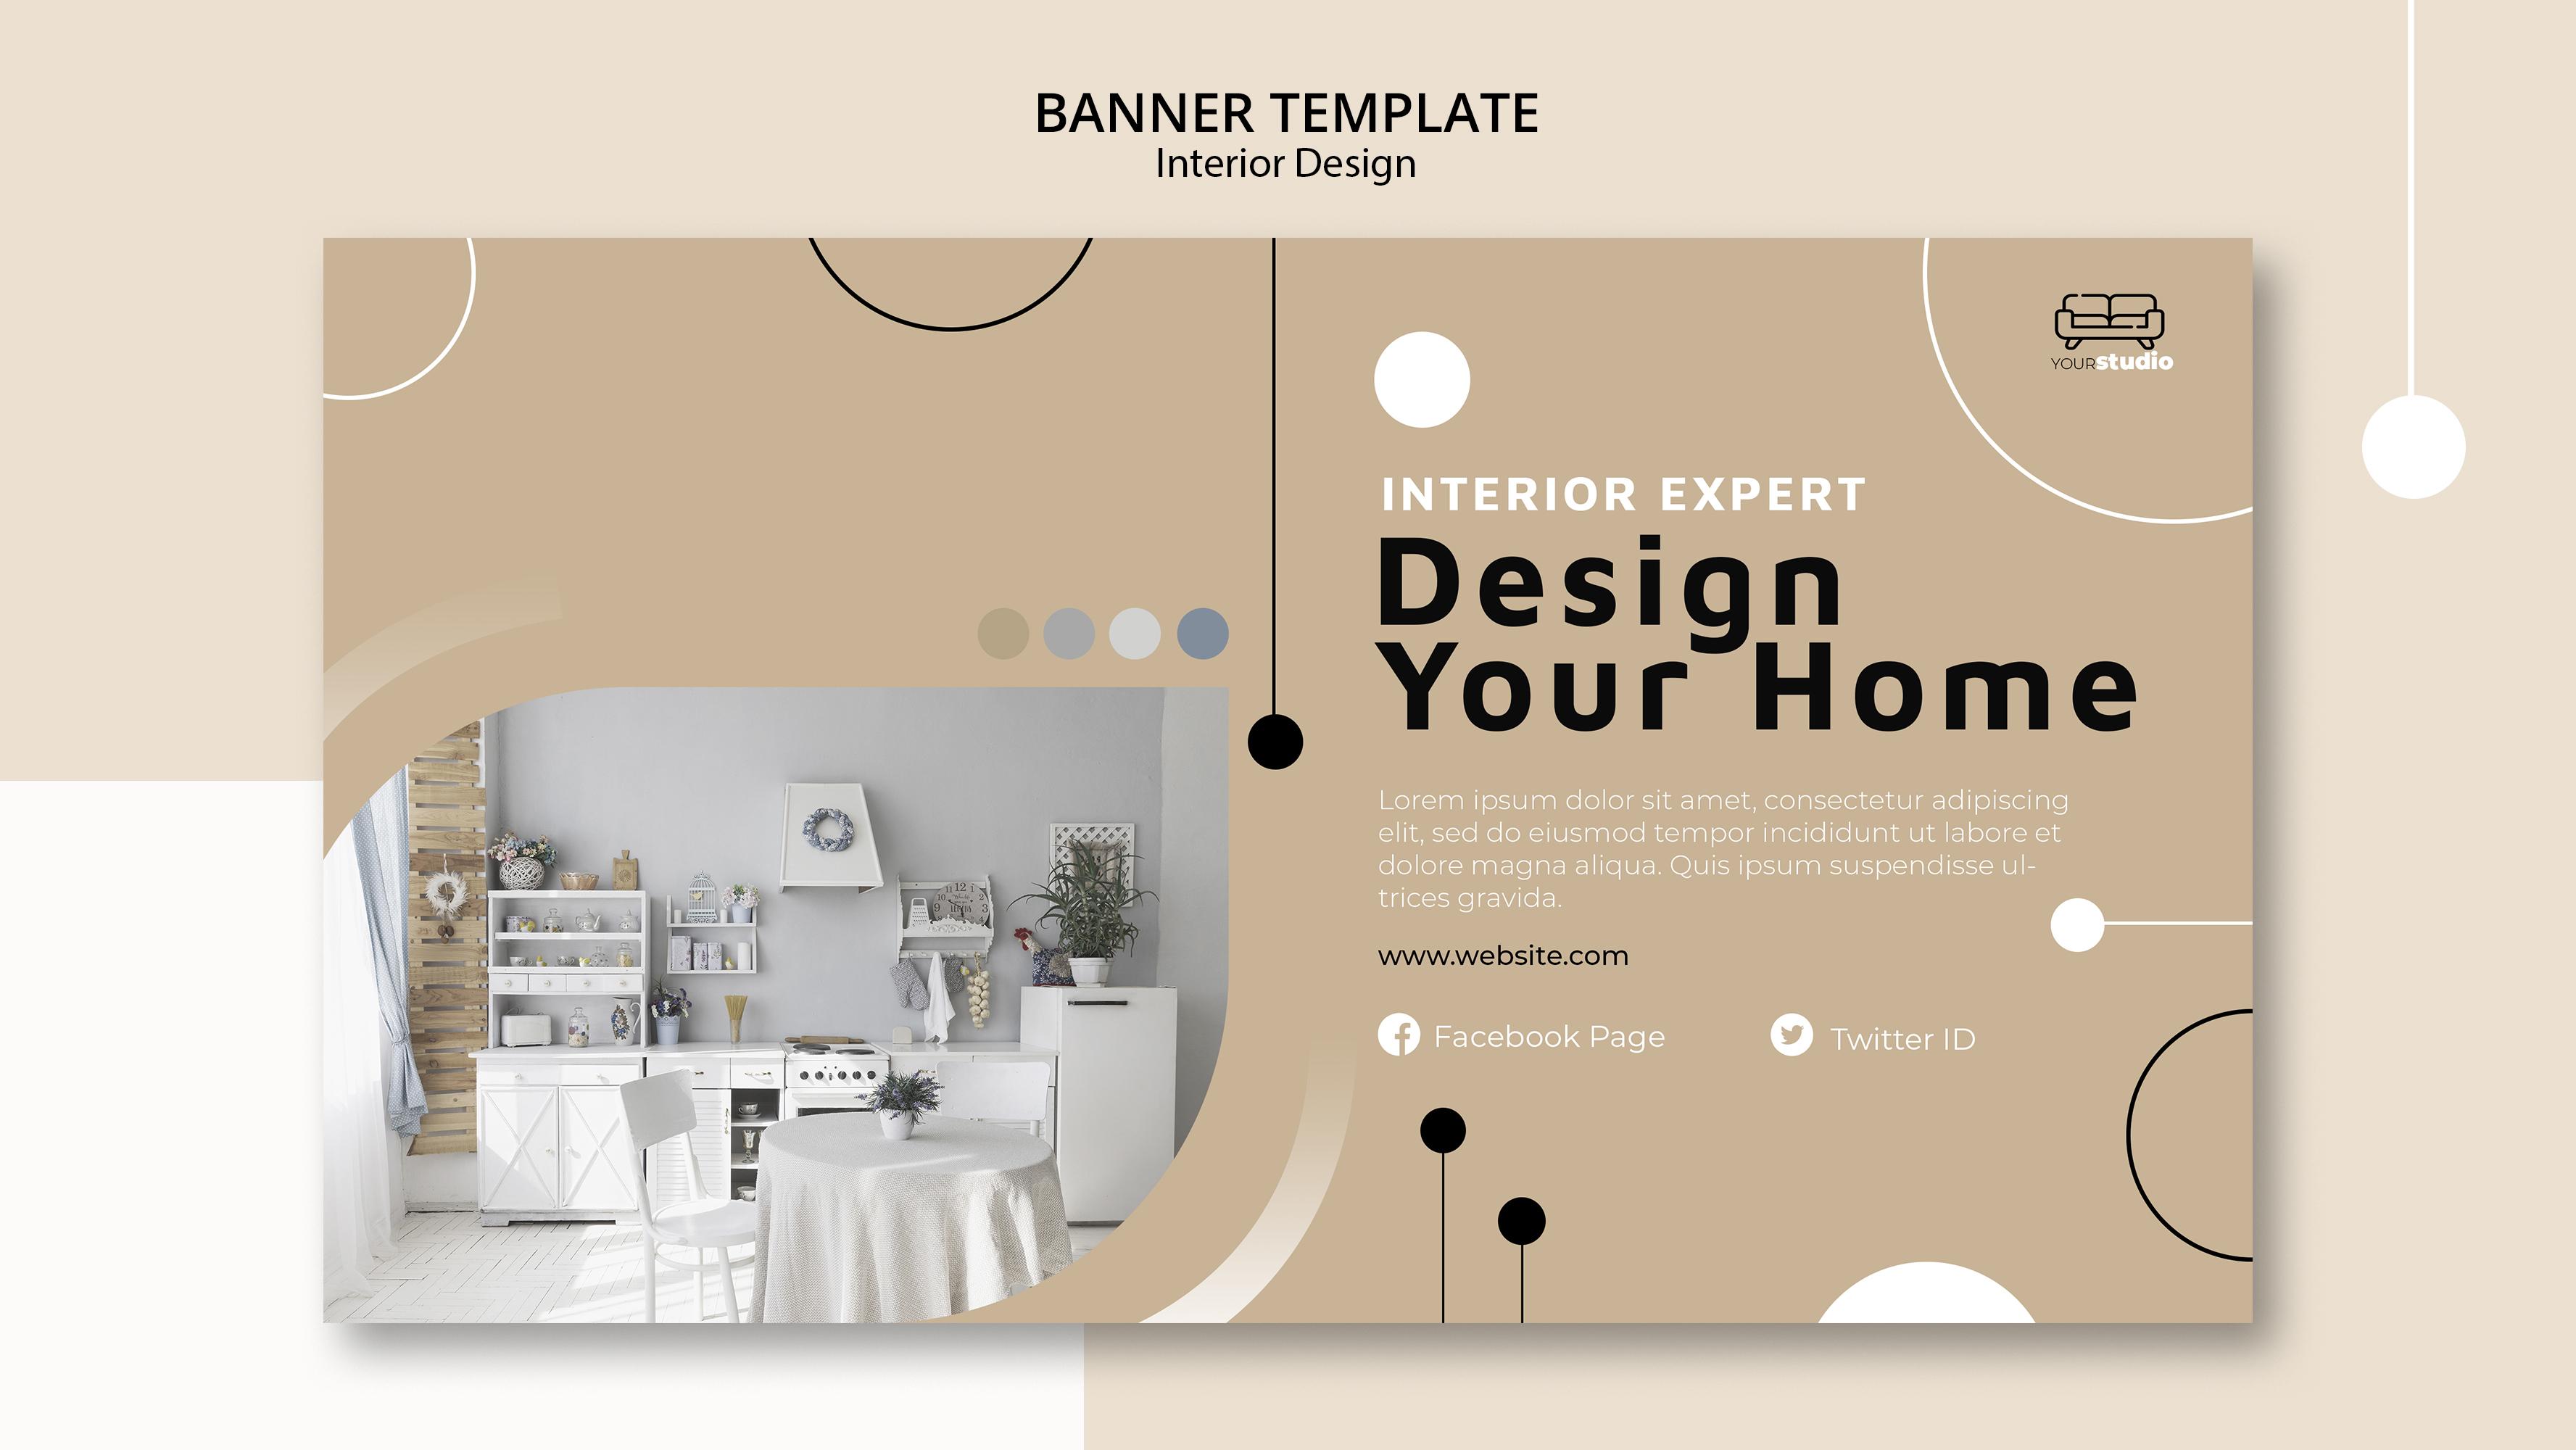 BANNER TEMPLATE
Interior Design
YOURstudio
INTERIOR EXPERT
Design
Your Home
Lorem ipsum dolor sit amet, consectetur adipiscing
elit, sed do eiusmod tempor incididunt ut labore et
dolore magna aliqua. Quis ipsum suspendisse ul-
trices gravida.
www.website.com
Facebook Page
Twitter ID